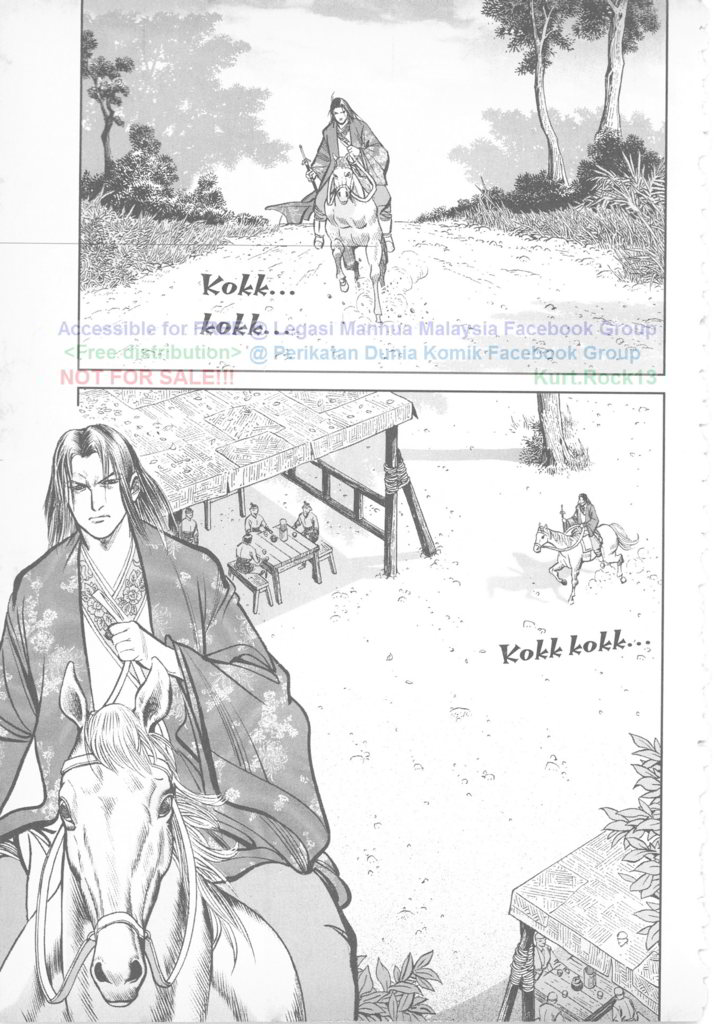 Kokk...
kokk...
Accessible for FREE @ Legasi Manhua Malaysia Facebook Group
<Free distribution> @ Perikatan Dunia Komik Facebook Group
NOT FOR SALE!!! Kurt.Rock13
Kokk kokk...